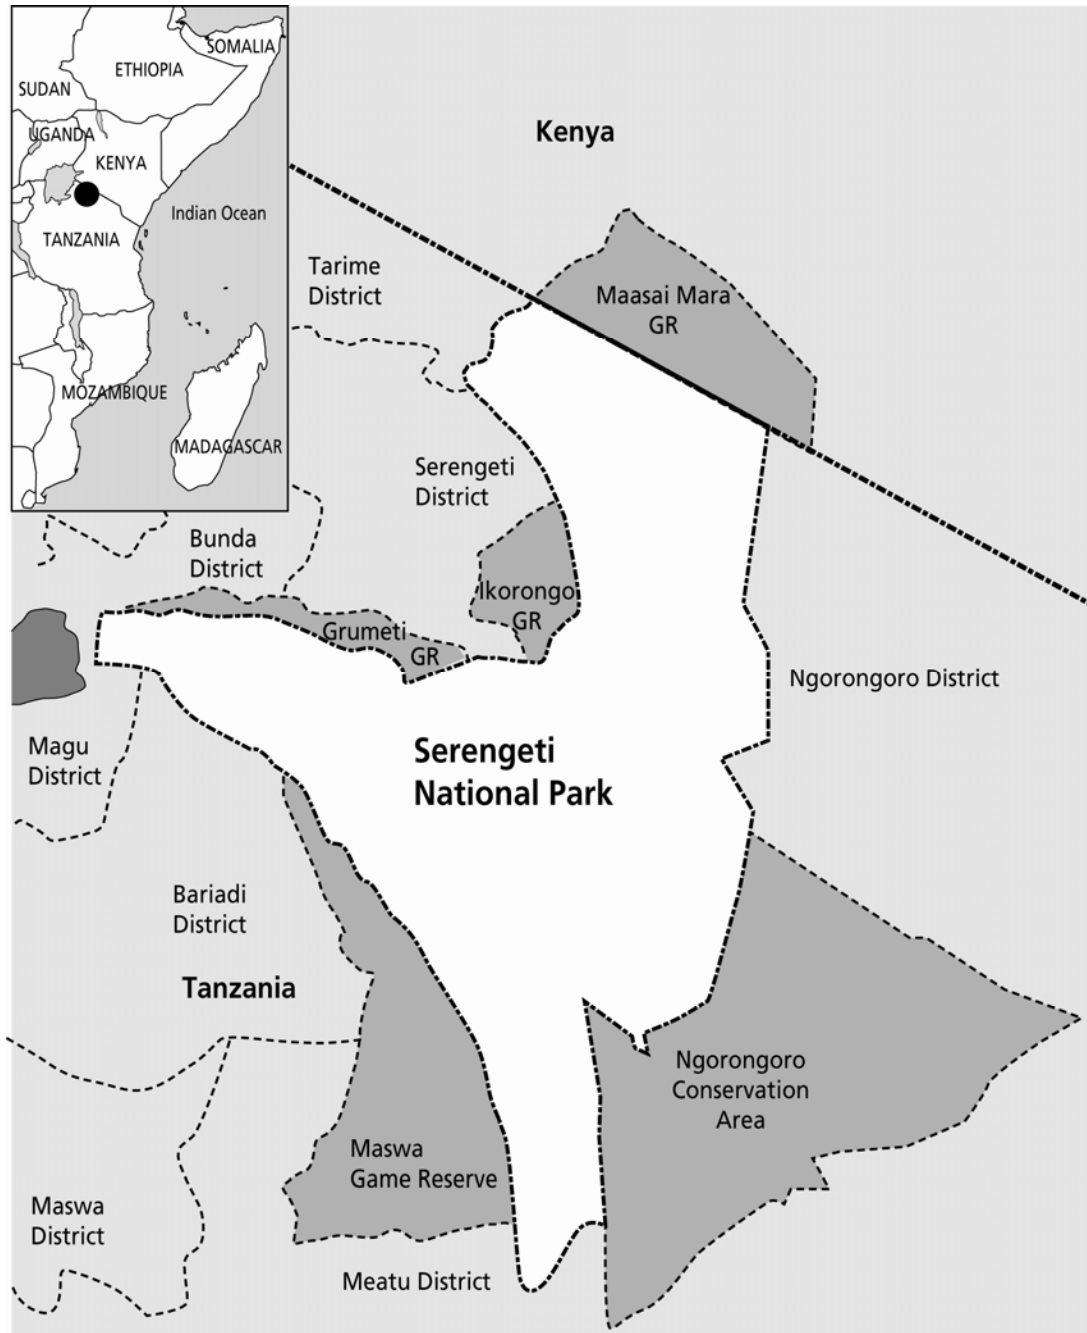 SOMALIA
ETHIOPIA
SUDAN
UGANDA
KENYA
Indian Ocean
TANZANIA
MOZAMBIQUE
MADAGASCAR
Kenya
Tarime
District
Maasai Mara
GR
Serengeti
District
Bunda
District
Ikorongo
GR
Grumeti
GR
Ngorongoro District
Magu
District
Serengeti
National Park
Bariadi
District
Tanzania
Ngorongoro
Conservation
Area
Maswa
Game Reserve
Maswa
District
Meatu District